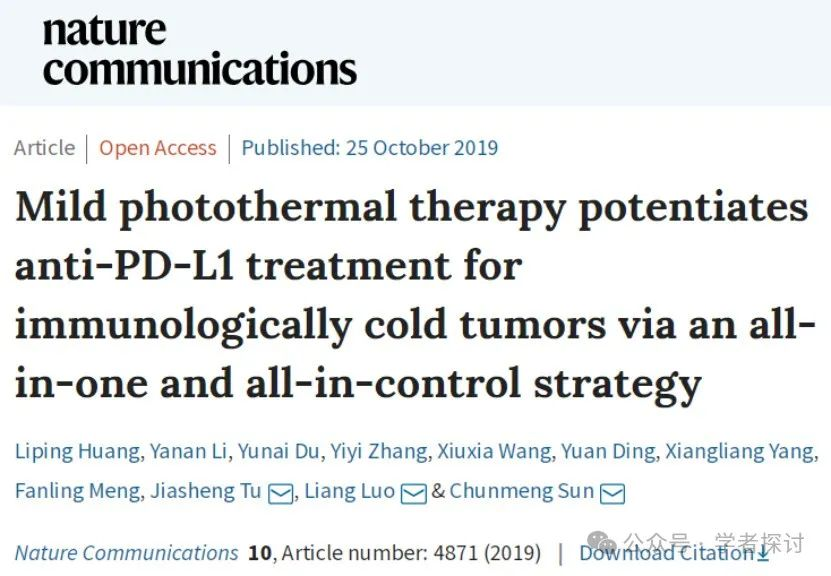 nature
communications
Article | Open Access | Published: 25 October 2019
Mild photothermal therapy potentiates
anti-PD-L1 treatment for
immunologically cold tumors via an all-
in-one and all-in-control strategy
Liping Huang, Yanan Li, Yunai Du, Yiyi Zhang, Xiuxia Wang, Yuan Ding, Xiangliang Yang,
Fanling Meng, Jiasheng Tu, Liang Luo & Chunmeng Sun
Nature Communications 10, Article number: 4871 (2019) | Download Citation
公众号 · 学者探讨